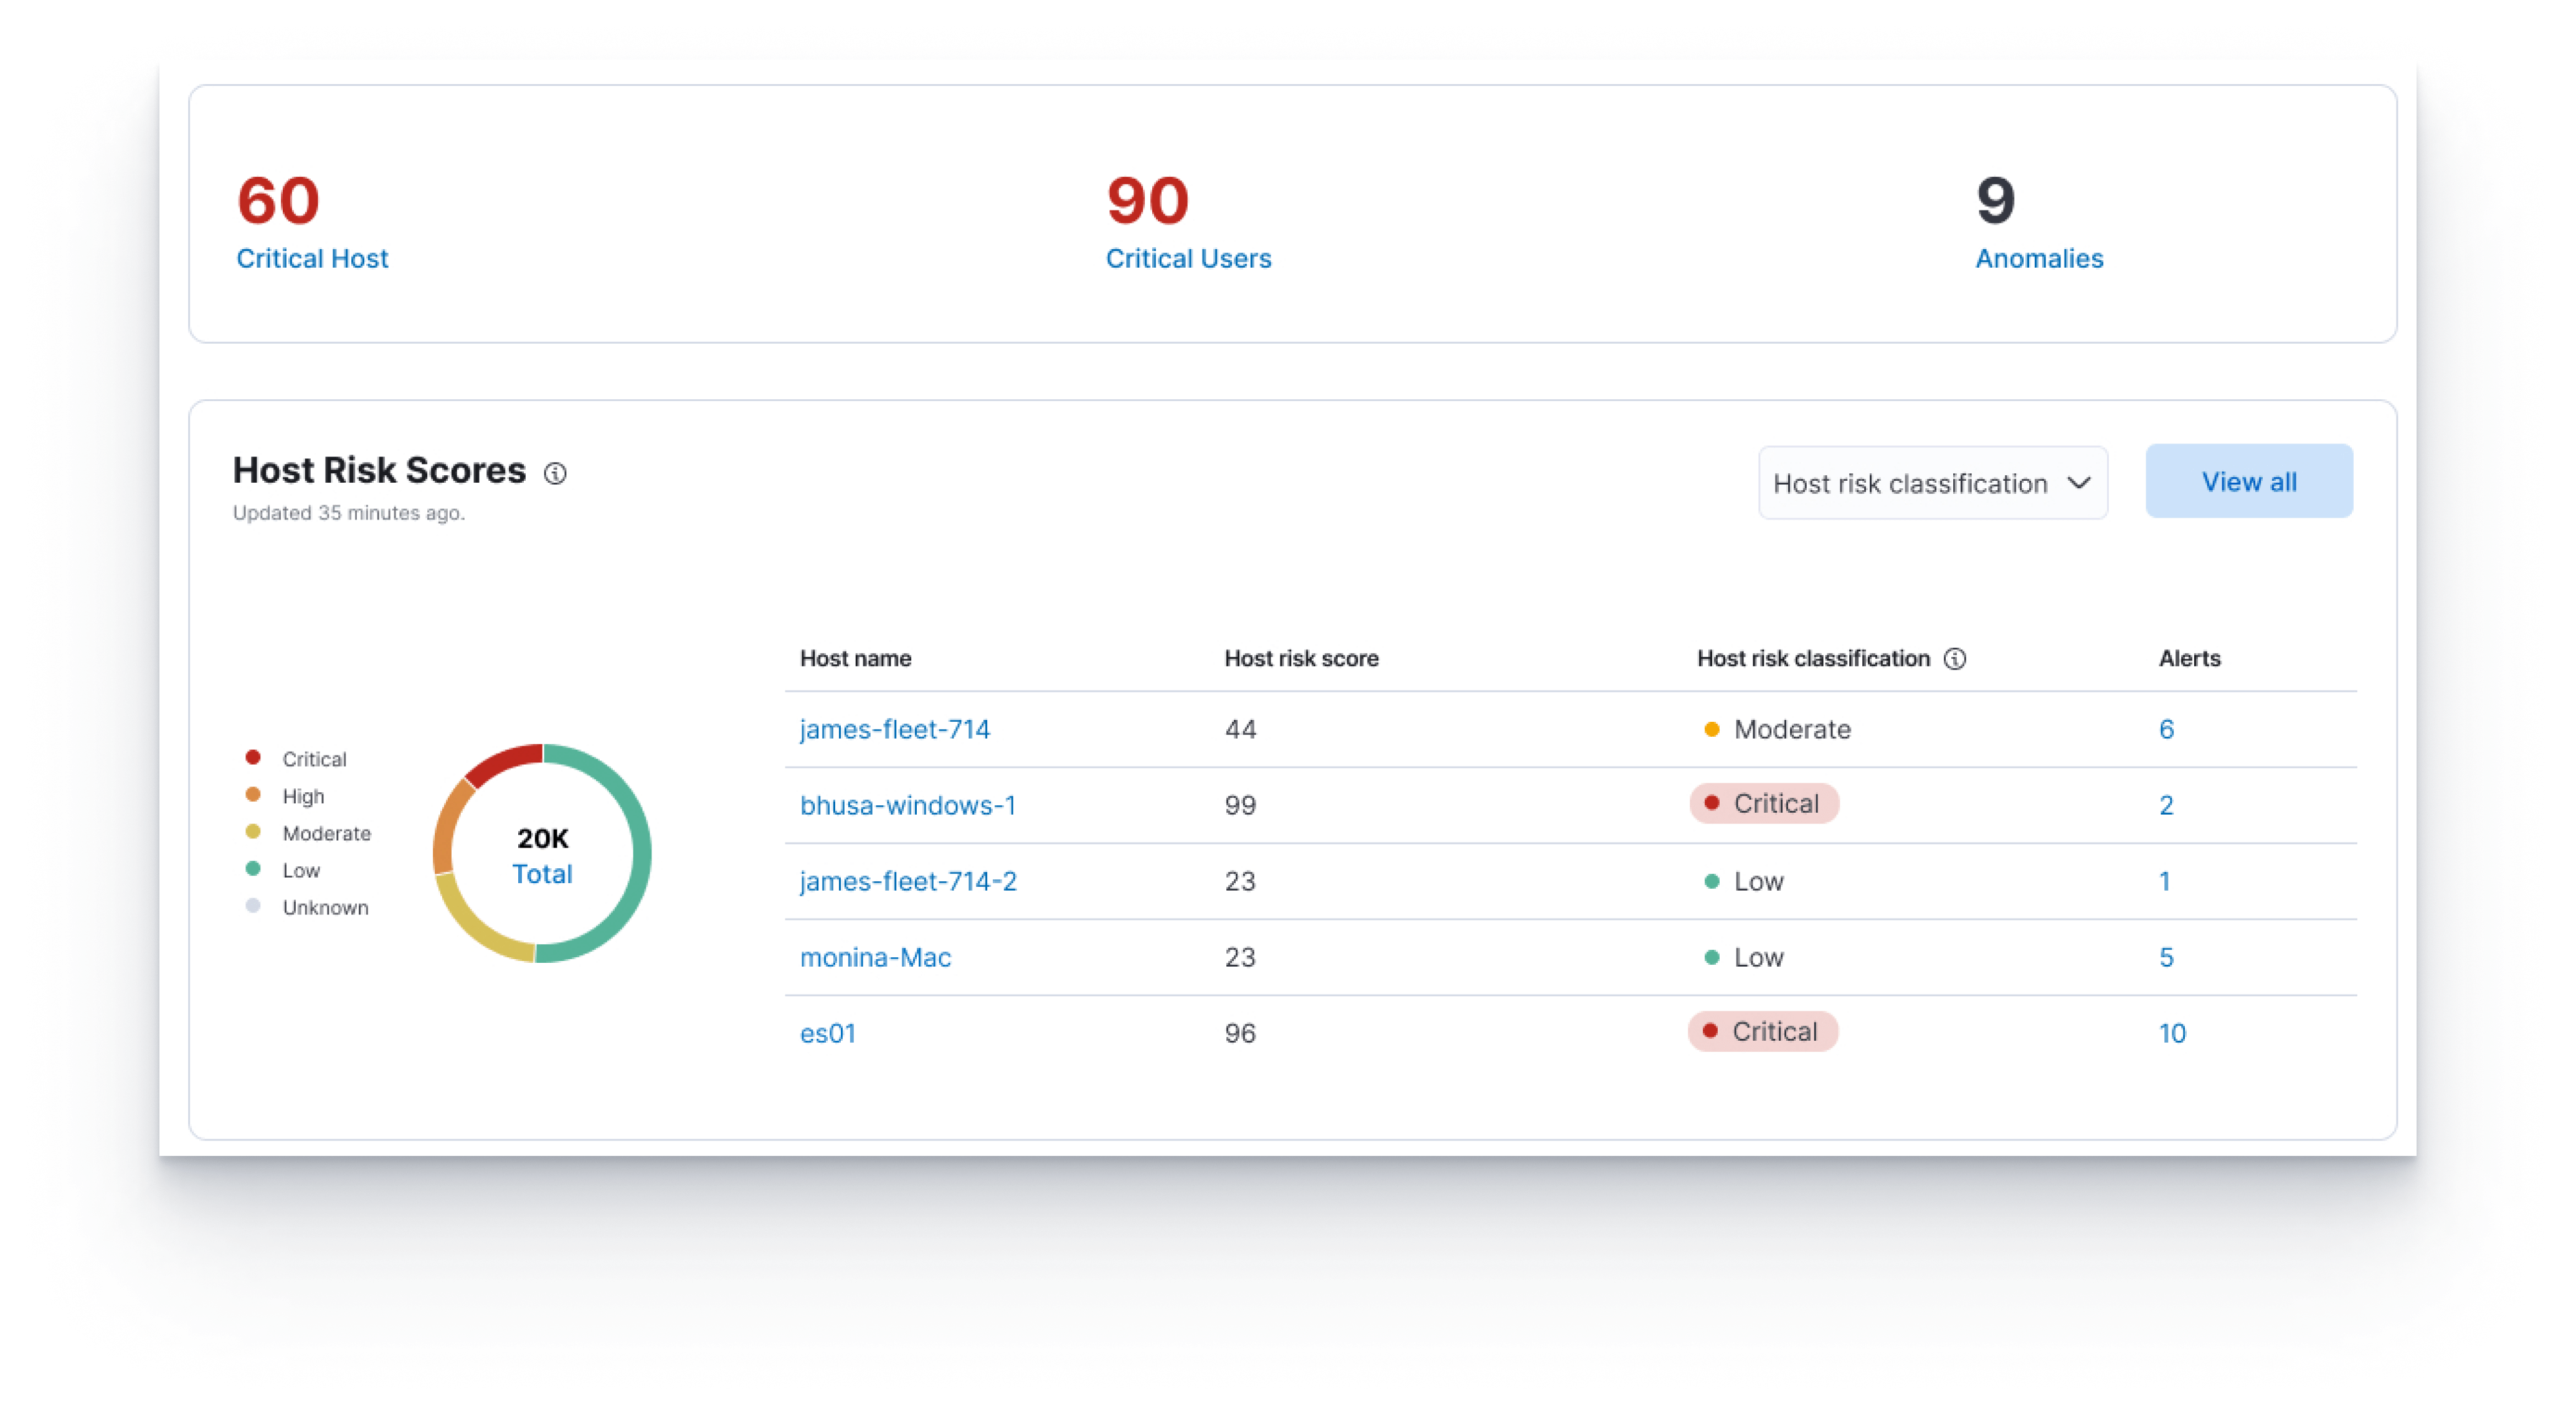 60
Critical Host
90
Critical Users
9
Anomalies
Host Risk Scores
Updated 35 minutes ago.
Host risk classification
View all
Critical
High
Moderate
Low
Unknown
20K
Total
Host name Host risk score Host risk classification Alerts
james-fleet-714 44 Moderate 6
bhusa-windows-1 99 Critical 2
james-fleet-714-2 23 Low 1
monina-Mac 23 Low 5
es01 96 Critical 10